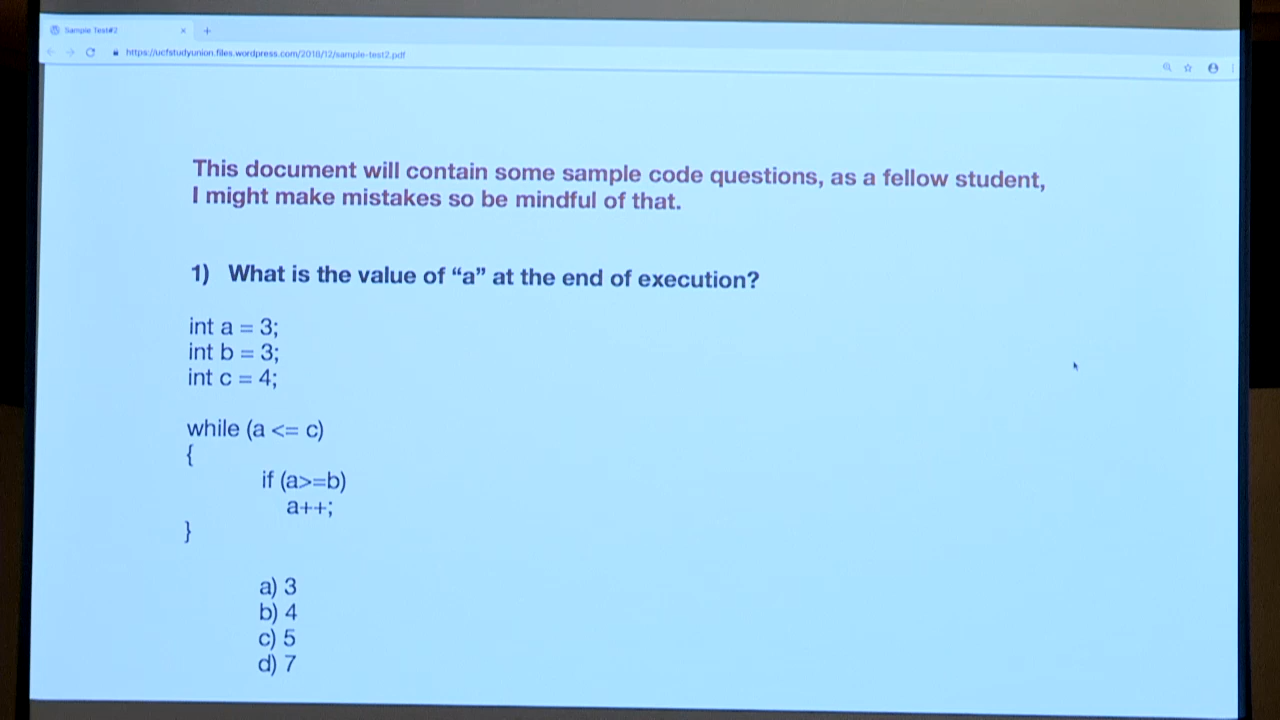 Sample Test#2
https://ucfstudyunion.files.wordpress.com/2018/12/sample-test2.pdf
This document will contain some sample code questions, as a fellow student,
I might make mistakes so be mindful of that.
1) What is the value of “a” at the end of execution?
int a = 3;
int b = 3;
int c = 4;
while (a <= c)
{
if (a>=b)
a++;
}
a) 3
b) 4
c) 5
d) 7